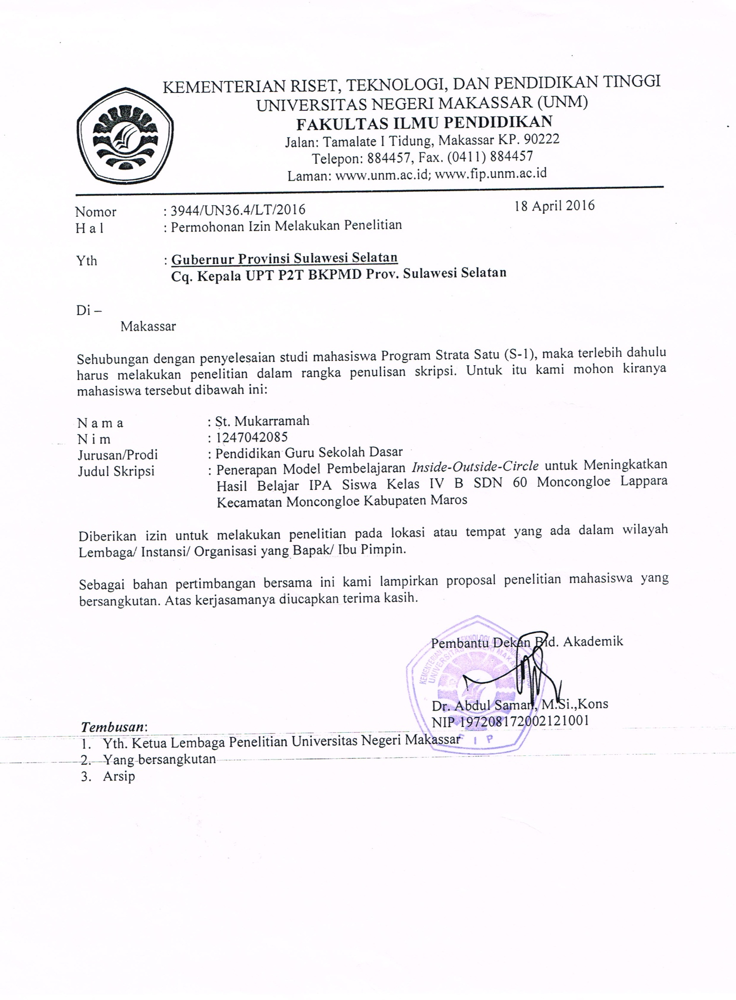 KEMENTERIAN RISET, TEKNOLOGI, DAN PENDIDIKAN TINGGI
UNIVERSITAS NEGERI MAKASSAR (UNM)
FAKULTAS ILMU PENDIDIKAN
Jalan: Tamalate I Tidung, Makassar KP. 90222
Telepon: 884457, Fax. (0411) 884457
Laman: www.unm.ac.id; www.fip.unm.ac.id
Nomor : 3944/UN36.4/LT/2016 18 April 2016
H a l : Permohonan Izin Melakukan Penelitian
Yth : Gubernur Provinsi Sulawesi Selatan
Cq. Kepala UPT P2T BKPMD Prov. Sulawesi Selatan
Di –
Makassar
Sehubungan dengan penyelesaian studi mahasiswa Program Strata Satu (S-1), maka terlebih dahulu
harus melakukan penelitian dalam rangka penulisan skripsi. Untuk itu kami mohon kiranya
mahasiswa tersebut dibawah ini:
N a m a : St. Mukarramah
N i m : 1247042085
Jurusan/Prodi : Pendidikan Guru Sekolah Dasar
Judul Skripsi : Penerapan Model Pembelajaran Inside-Outside-Circle untuk Meningkatkan
Hasil Belajar IPA Siswa Kelas IV B SDN 60 Moncongloe Lappara
Kecamatan Moncongloe Kabupaten Maros
Diberikan izin untuk melakukan penelitian pada lokasi atau tempat yang ada dalam wilayah
Lembaga/ Instansi/ Organisasi yang Bapak/ Ibu Pimpin.
Sebagai bahan pertimbangan bersama ini kami lampirkan proposal penelitian mahasiswa yang
bersangkutan. Atas kerjasamanya diucapkan terima kasih.
Pembantu Dekan Bid. Akademik
KEMENTERIAN TEKNOLOGI DAN PENDIDIKAN TINGGI
UNIVERSITAS NEGERI MAKASSAR
Dr. Abdul Saman, M.Si.,Kons
NIP 197208172002121001
F I P
Tembusan:
1. Yth. Ketua Lembaga Penelitian Universitas Negeri Makassar
2. Yang bersangkutan
3. Arsip